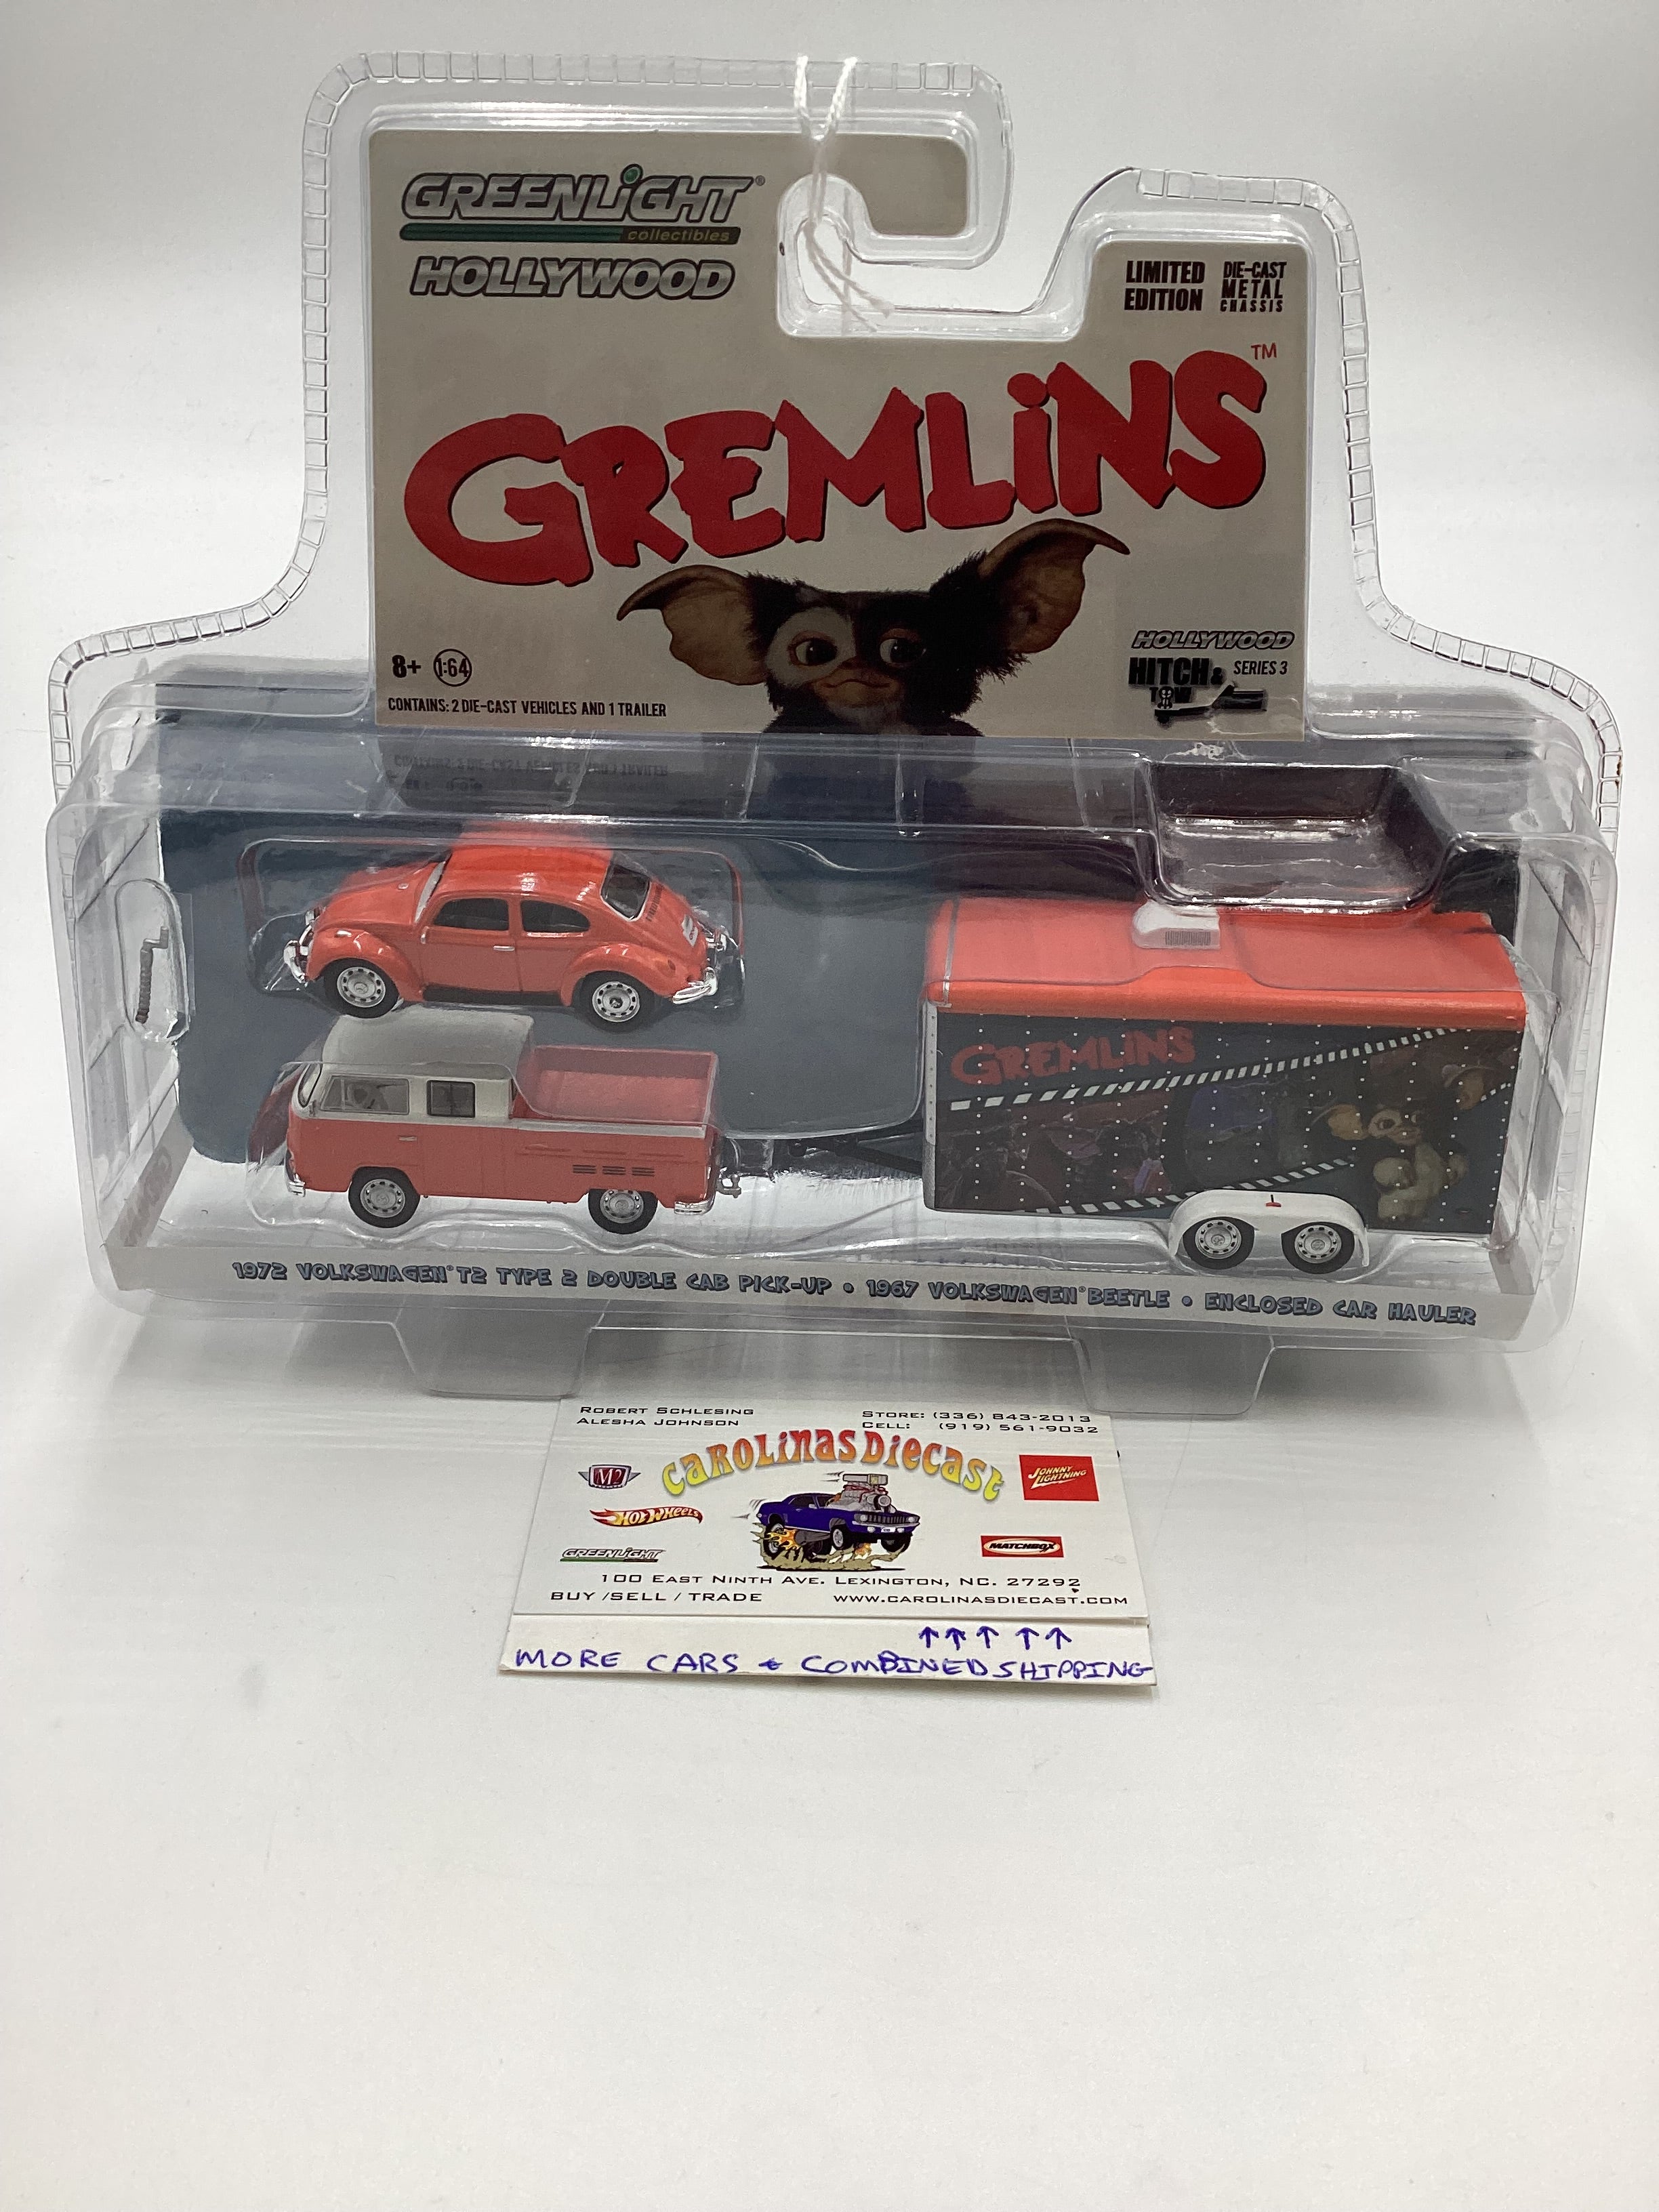 GREENLiGHT®
collectibles
HOLLYWOOD
LIMITED EDITION
DIE-CAST METAL CHASSIS
GREMLiNS™
8+ 1:64
CONTAINS: 2 DIE-CAST VEHICLES AND 1 TRAILER
HOLLYWOOD
HITCH & TOW SERIES 3
GREMLiNS
1972 VOLKSWAGEN® T2 TYPE 2 DOUBLE CAB PICK-UP • 1967 VOLKSWAGEN® BEETLE • ENCLOSED CAR HAULER
ROBERT SCHLESING
ALESHA JOHNSON
STORE: (336) 843-2013
CELL: (919) 561-9032
CAROLINAS DIECAST
M2
JOHNNY LIGHTNING
HOT WHEELS
GREENLiGHT
MATCHBOX
100 EAST NINTH AVE. LEXINGTON, NC. 27292
BUY /SELL / TRADE WWW.CAROLINASDIECAST.COM
↑↑↑ ↑↑
MORE CARS & COMBINED SHIPPING